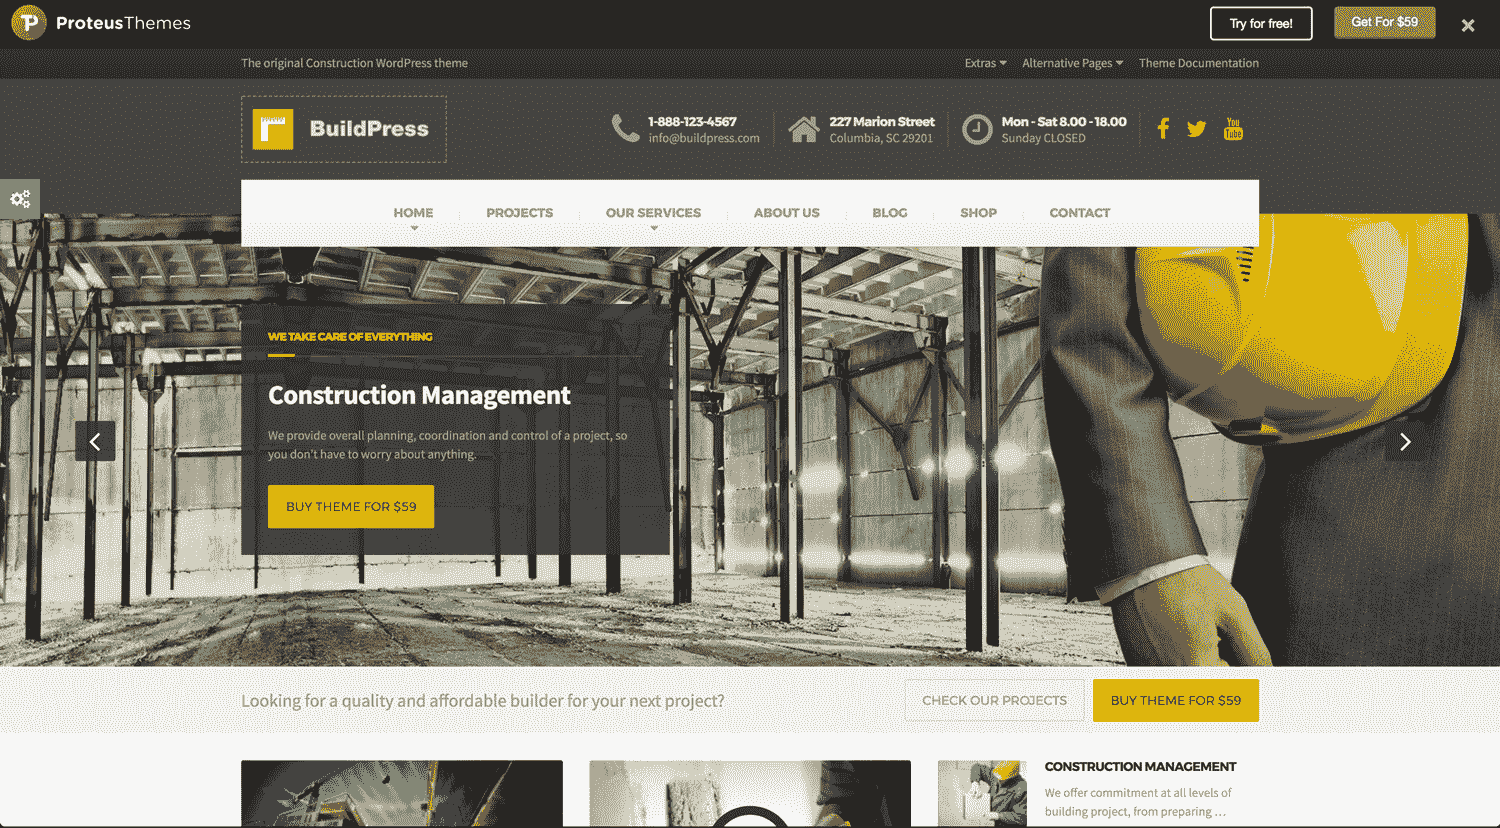 ProteusThemes
Try for free!
Get For $59
The original Construction WordPress theme
Extras
Alternative Pages
Theme Documentation
BuildPress
1-888-123-4567
info@buildpress.com
227 Marion Street
Columbia, SC 29201
Mon - Sat 8.00 - 18.00
Sunday CLOSED
You
Tube
HOME
PROJECTS
OUR SERVICES
ABOUT US
BLOG
SHOP
CONTACT
WE TAKE CARE OF EVERYTHING
Construction Management
We provide overall planning, coordination and control of a project, so
you don't have to worry about anything.
BUY THEME FOR $59
Looking for a quality and affordable builder for your next project?
CHECK OUR PROJECTS
BUY THEME FOR $59
CONSTRUCTION MANAGEMENT
We offer commitment at all levels of
building project, from preparing ...